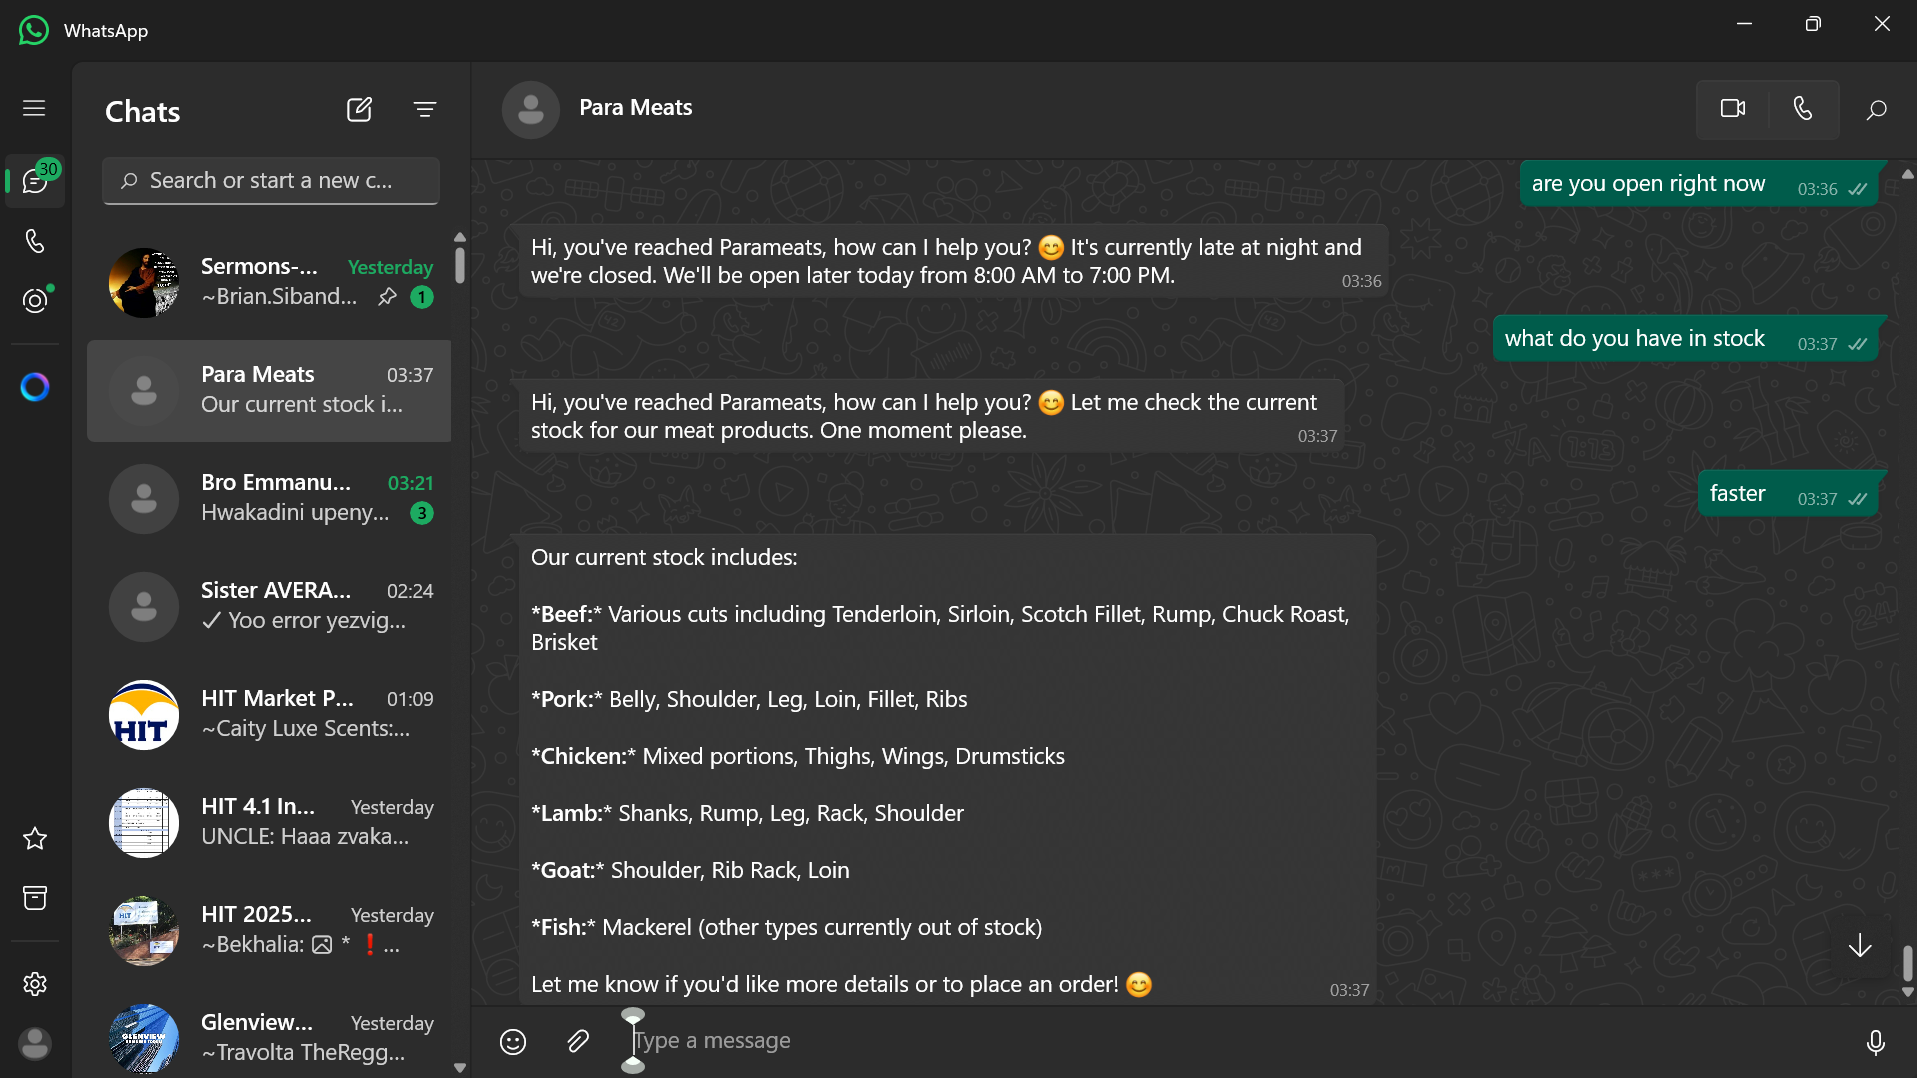 WhatsApp
Chats
30
Search or start a new c...
Sermons-... Yesterday
~Brian.Siband... 1
Para Meats 03:37
Our current stock i...
Bro Emmanu... 03:21
Hwakadini upeny... 3
Sister AVERA... 02:24
Yoo error yezvig...
HIT
HIT Market P... 01:09
~Caity Luxe Scents:...
HIT 4.1 In... Yesterday
UNCLE: Haaa zvaka...
HIT 2025... Yesterday
~Bekhalia: * ❗...
GLENVIEW
Glenview... Yesterday
~Travolta TheRegg...
Para Meats
are you open right now 03:36
Hi, you've reached Parameats, how can I help you? 😊 It's currently late at night and
we're closed. We'll be open later today from 8:00 AM to 7:00 PM. 03:36
what do you have in stock 03:37
Hi, you've reached Parameats, how can I help you? 😊 Let me check the current
stock for our meat products. One moment please. 03:37
faster 03:37
Our current stock includes:
*Beef:* Various cuts including Tenderloin, Sirloin, Scotch Fillet, Rump, Chuck Roast,
Brisket
*Pork:* Belly, Shoulder, Leg, Loin, Fillet, Ribs
*Chicken:* Mixed portions, Thighs, Wings, Drumsticks
*Lamb:* Shanks, Rump, Leg, Rack, Shoulder
*Goat:* Shoulder, Rib Rack, Loin
*Fish:* Mackerel (other types currently out of stock)
Let me know if you'd like more details or to place an order! 😊 03:37
Type a message